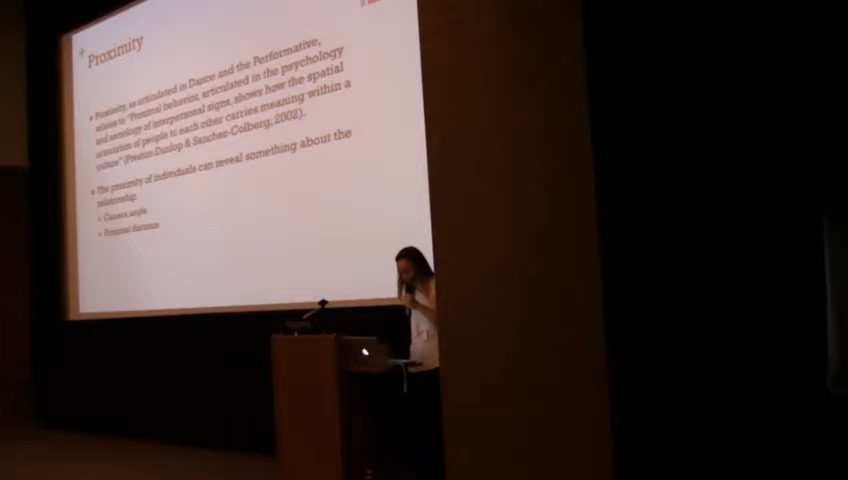 Proximity
Proximity, as articulated in Dance and the Performative,
relates to "Proximal behavior, articulated in the psychology
and sociology of interpersonal signs, shows how the spatial
orientation of people to each other carries meaning within a
culture" (Preston-Dunlop & Sanchez-Colberg, 2002).
The proximity of individuals can reveal something about the
relationship
Camera angle
Proximal distance